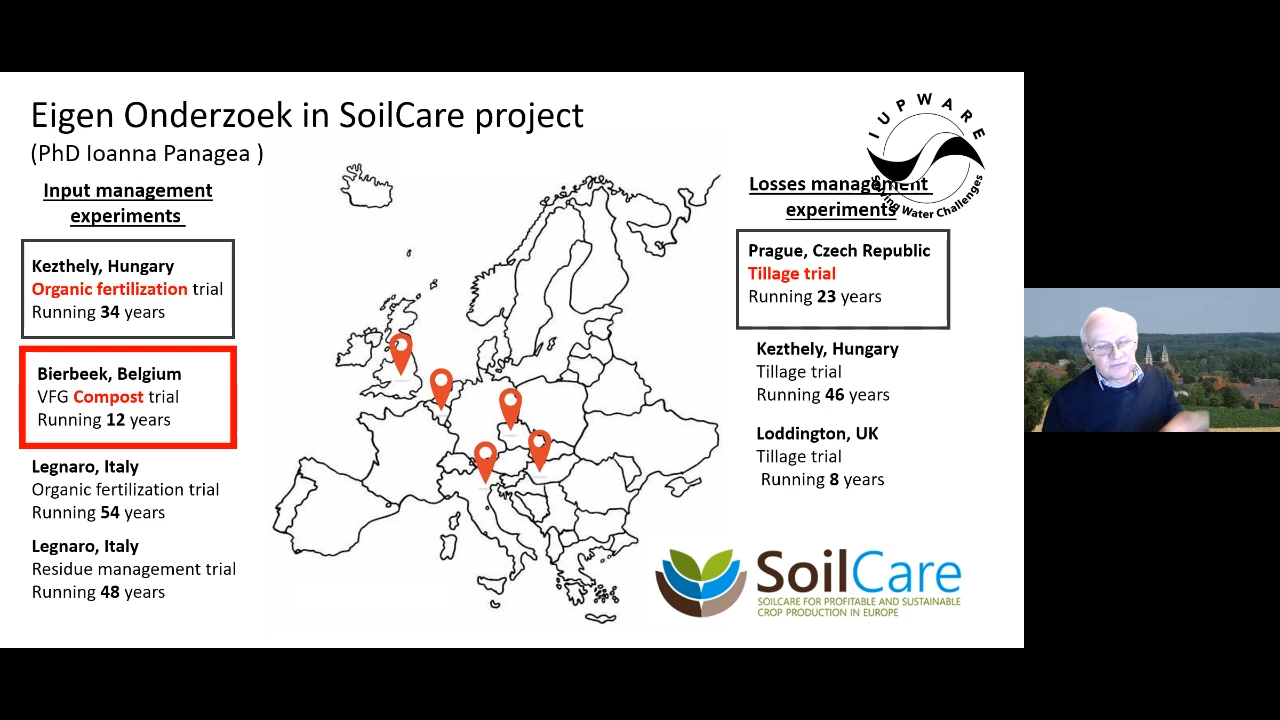 Eigen Onderzoek in SoilCare project
(PhD Ioanna Panagea )
Input management
experiments
Kezthely, Hungary
Organic fertilization trial
Running 34 years
Bierbeek, Belgium
VFG Compost trial
Running 12 years
Legnaro, Italy
Organic fertilization trial
Running 54 years
Legnaro, Italy
Residue management trial
Running 48 years
IUPWARE
Solving Water Challenges
Losses management
experiments
Prague, Czech Republic
Tillage trial
Running 23 years
Kezthely, Hungary
Tillage trial
Running 46 years
Loddington, UK
Tillage trial
Running 8 years
SoilCare
SOILCARE FOR PROFITABLE AND SUSTAINABLE
CROP PRODUCTION IN EUROPE